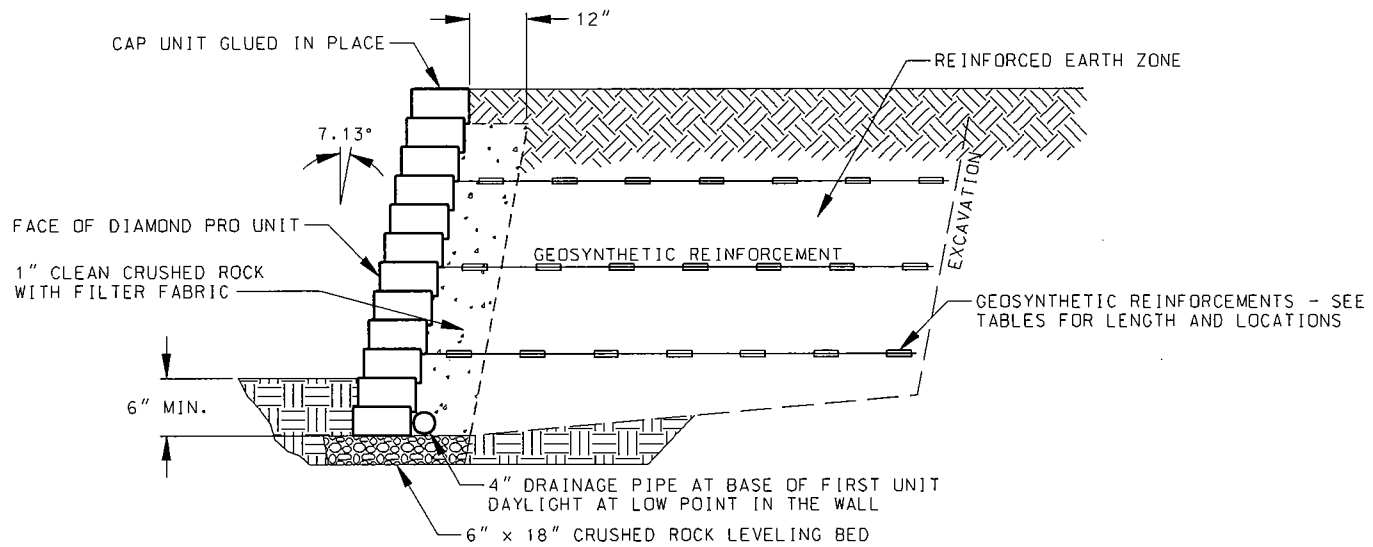 12"
CAP UNIT GLUED IN PLACE
REINFORCED EARTH ZONE
7.13°
EXCAVATION
FACE OF DIAMOND PRO UNIT
GEOSYNTHETIC REINFORCEMENT
1" CLEAN CRUSHED ROCK
WITH FILTER FABRIC
GEOSYNTHETIC REINFORCEMENTS - SEE
TABLES FOR LENGTH AND LOCATIONS
6" MIN.
4" DRAINAGE PIPE AT BASE OF FIRST UNIT
DAYLIGHT AT LOW POINT IN THE WALL
6" x 18" CRUSHED ROCK LEVELING BED